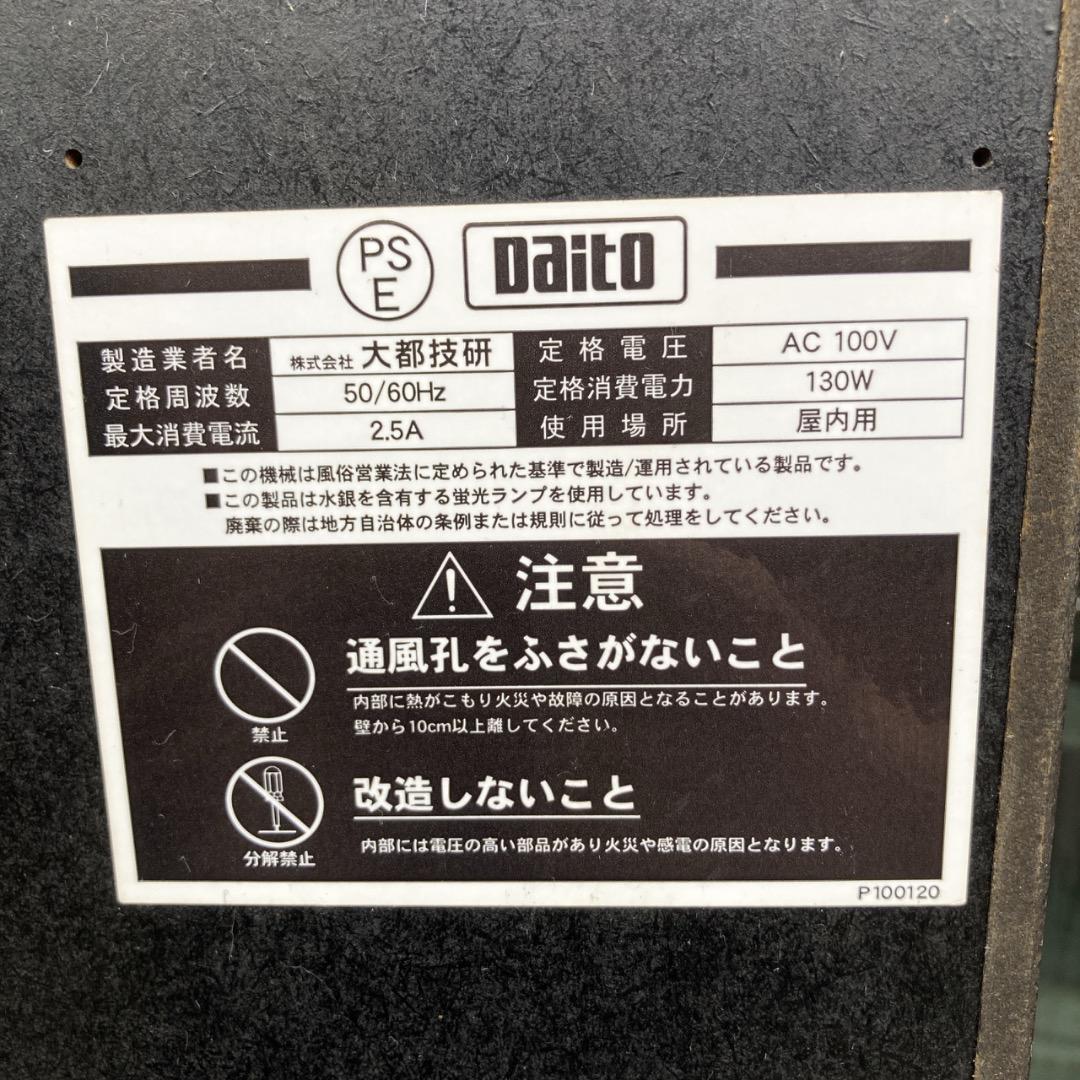 PS
E
Daito
製造業者名 株式会社 大都技研 定格電圧 AC 100V
定格周波数 50/60Hz 定格消費電力 130W
最大消費電流 2.5A 使用場所 屋内用
■この機械は風俗営業法に定められた基準で製造/運用されている製品です。
■この製品は水銀を含有する蛍光ランプを使用しています。
廃棄の際は地方自治体の条例または規則に従って処理をしてください。
注意
通風孔をふさがないこと
内部に熱がこもり火災や故障の原因となることがあります。
壁から10cm以上離してください。
禁止
改造しないこと
内部には電圧の高い部品があり火災や感電の原因となります。
分解禁止
P100120